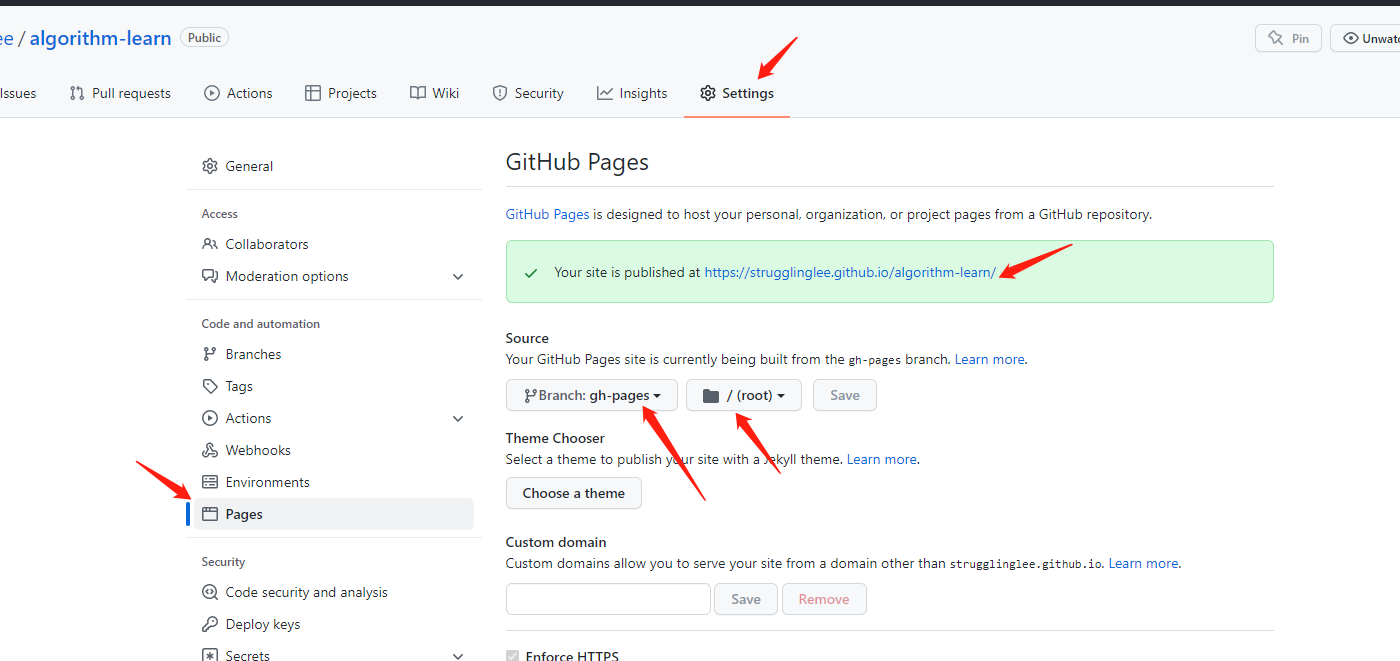 ee / algorithm-learn Public Pin Unwatc
Issues Pull requests Actions Projects Wiki Security Insights Settings
General
Access
Collaborators
Moderation options
Code and automation
Branches
Tags
Actions
Webhooks
Environments
Pages
Security
Code security and analysis
Deploy keys
Secrets
GitHub Pages
GitHub Pages is designed to host your personal, organization, or project pages from a GitHub repository.
Your site is published at https://strugglinglee.github.io/algorithm-learn/
Source
Your GitHub Pages site is currently being built from the gh-pages branch. Learn more.
Branch: gh-pages / (root) Save
Theme Chooser
Select a theme to publish your site with a Jekyll theme. Learn more.
Choose a theme
Custom domain
Custom domains allow you to serve your site from a domain other than strugglinglee.github.io. Learn more.
Save Remove
Enforce HTTPS